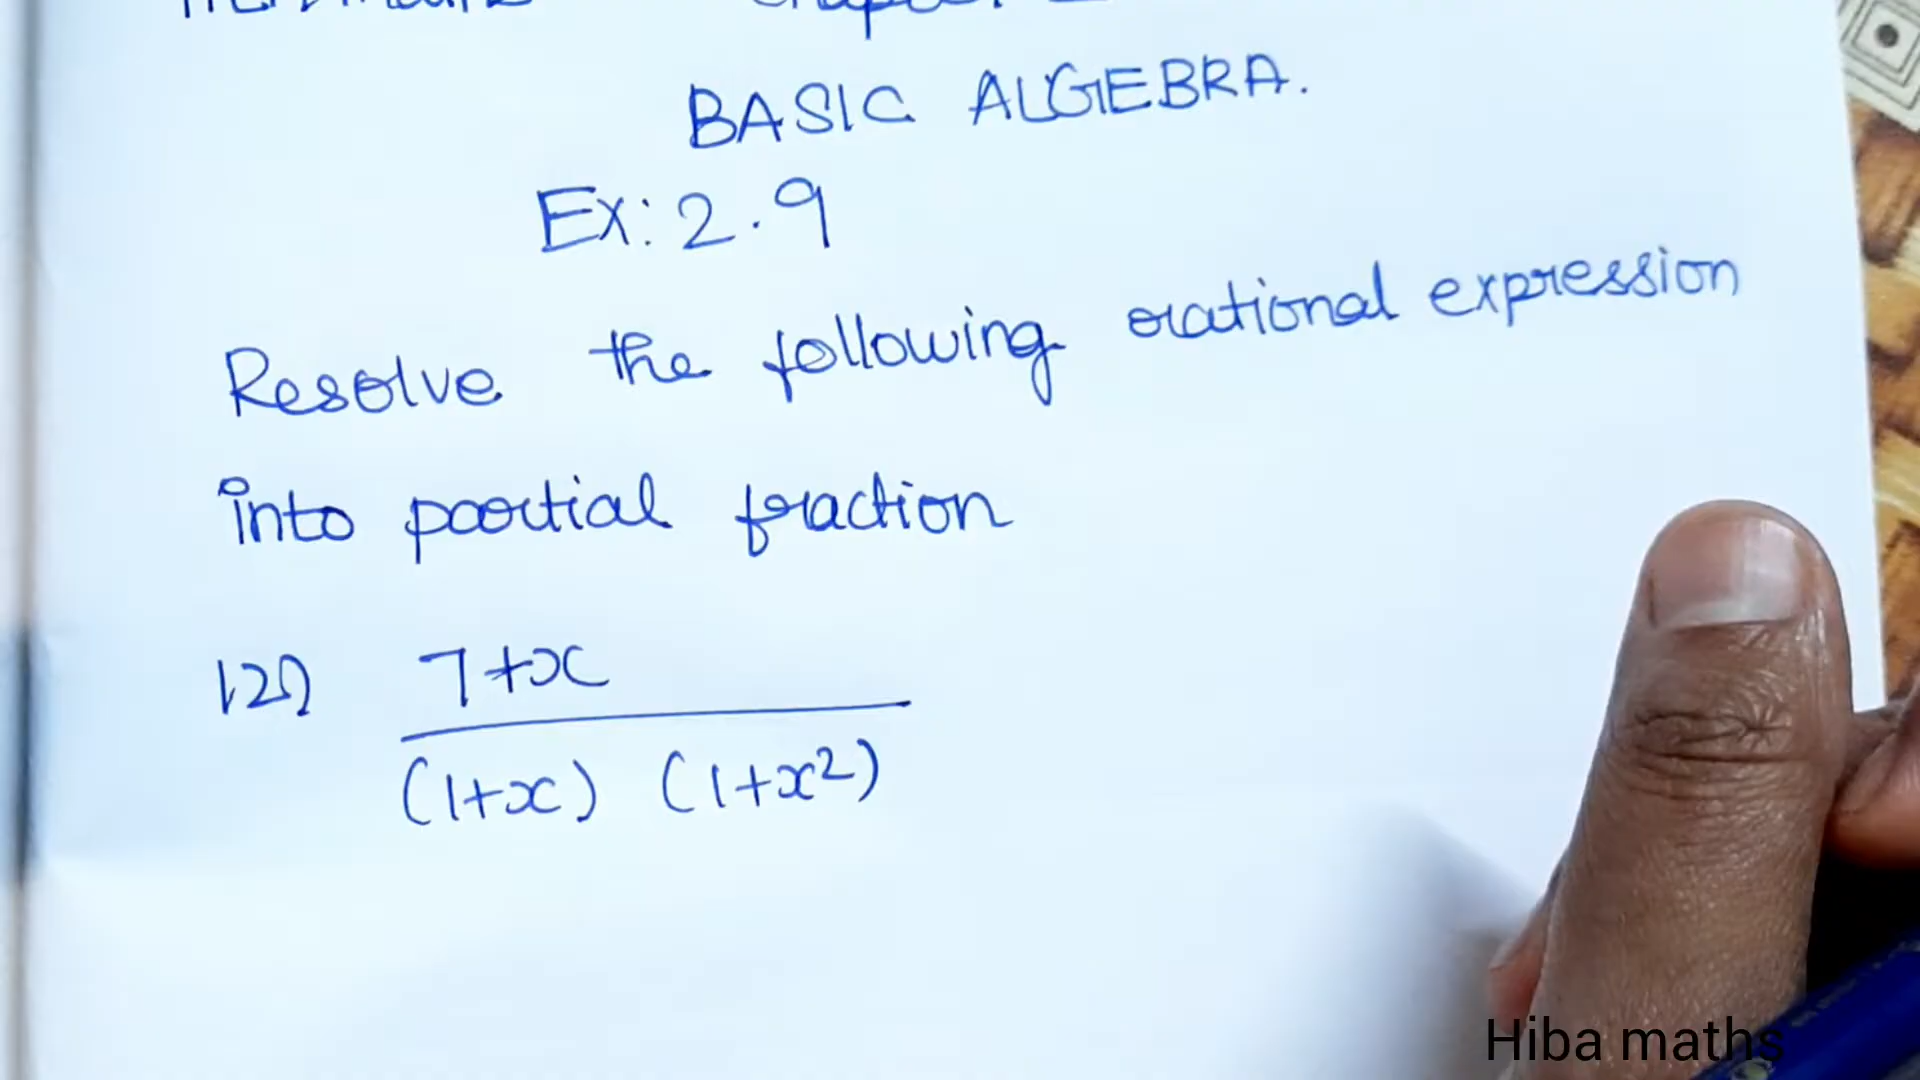 BASIC ALGEBRA.
Ex: 2.9
Resolve the following rational expression
into partial fraction
12) 7+x
(1+x) (1+x²)
Hiba maths